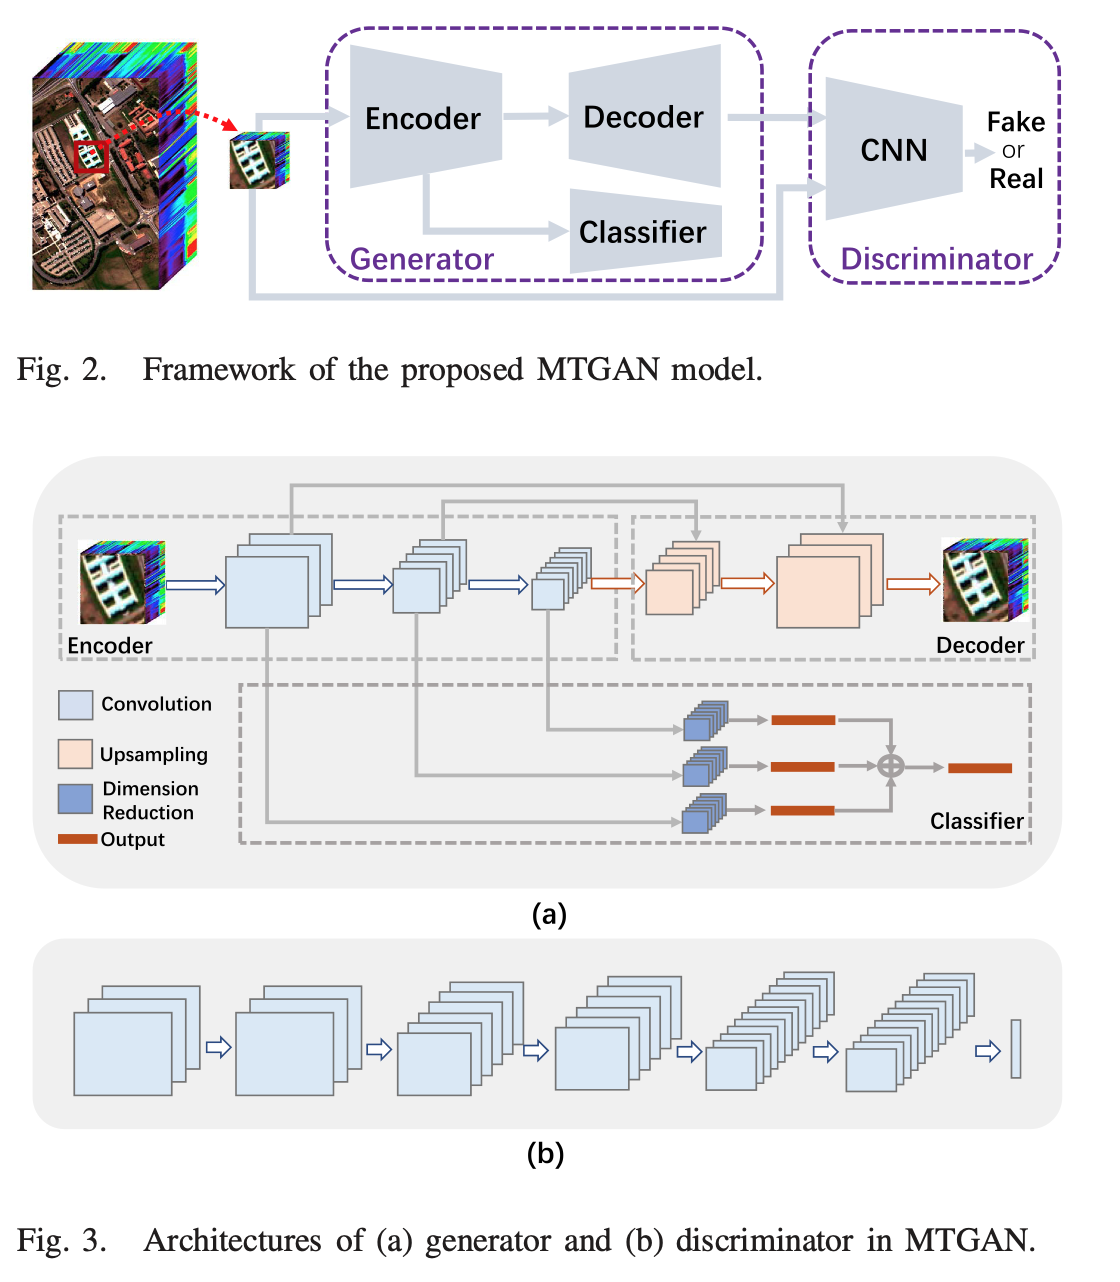 Encoder
Decoder
Classifier
Generator
CNN
Fake
or
Real
Discriminator
Fig. 2. Framework of the proposed MTGAN model.
Encoder
Decoder
Convolution
Upsampling
Dimension
Reduction
Output
Classifier
(a)
(b)
Fig. 3. Architectures of (a) generator and (b) discriminator in MTGAN.